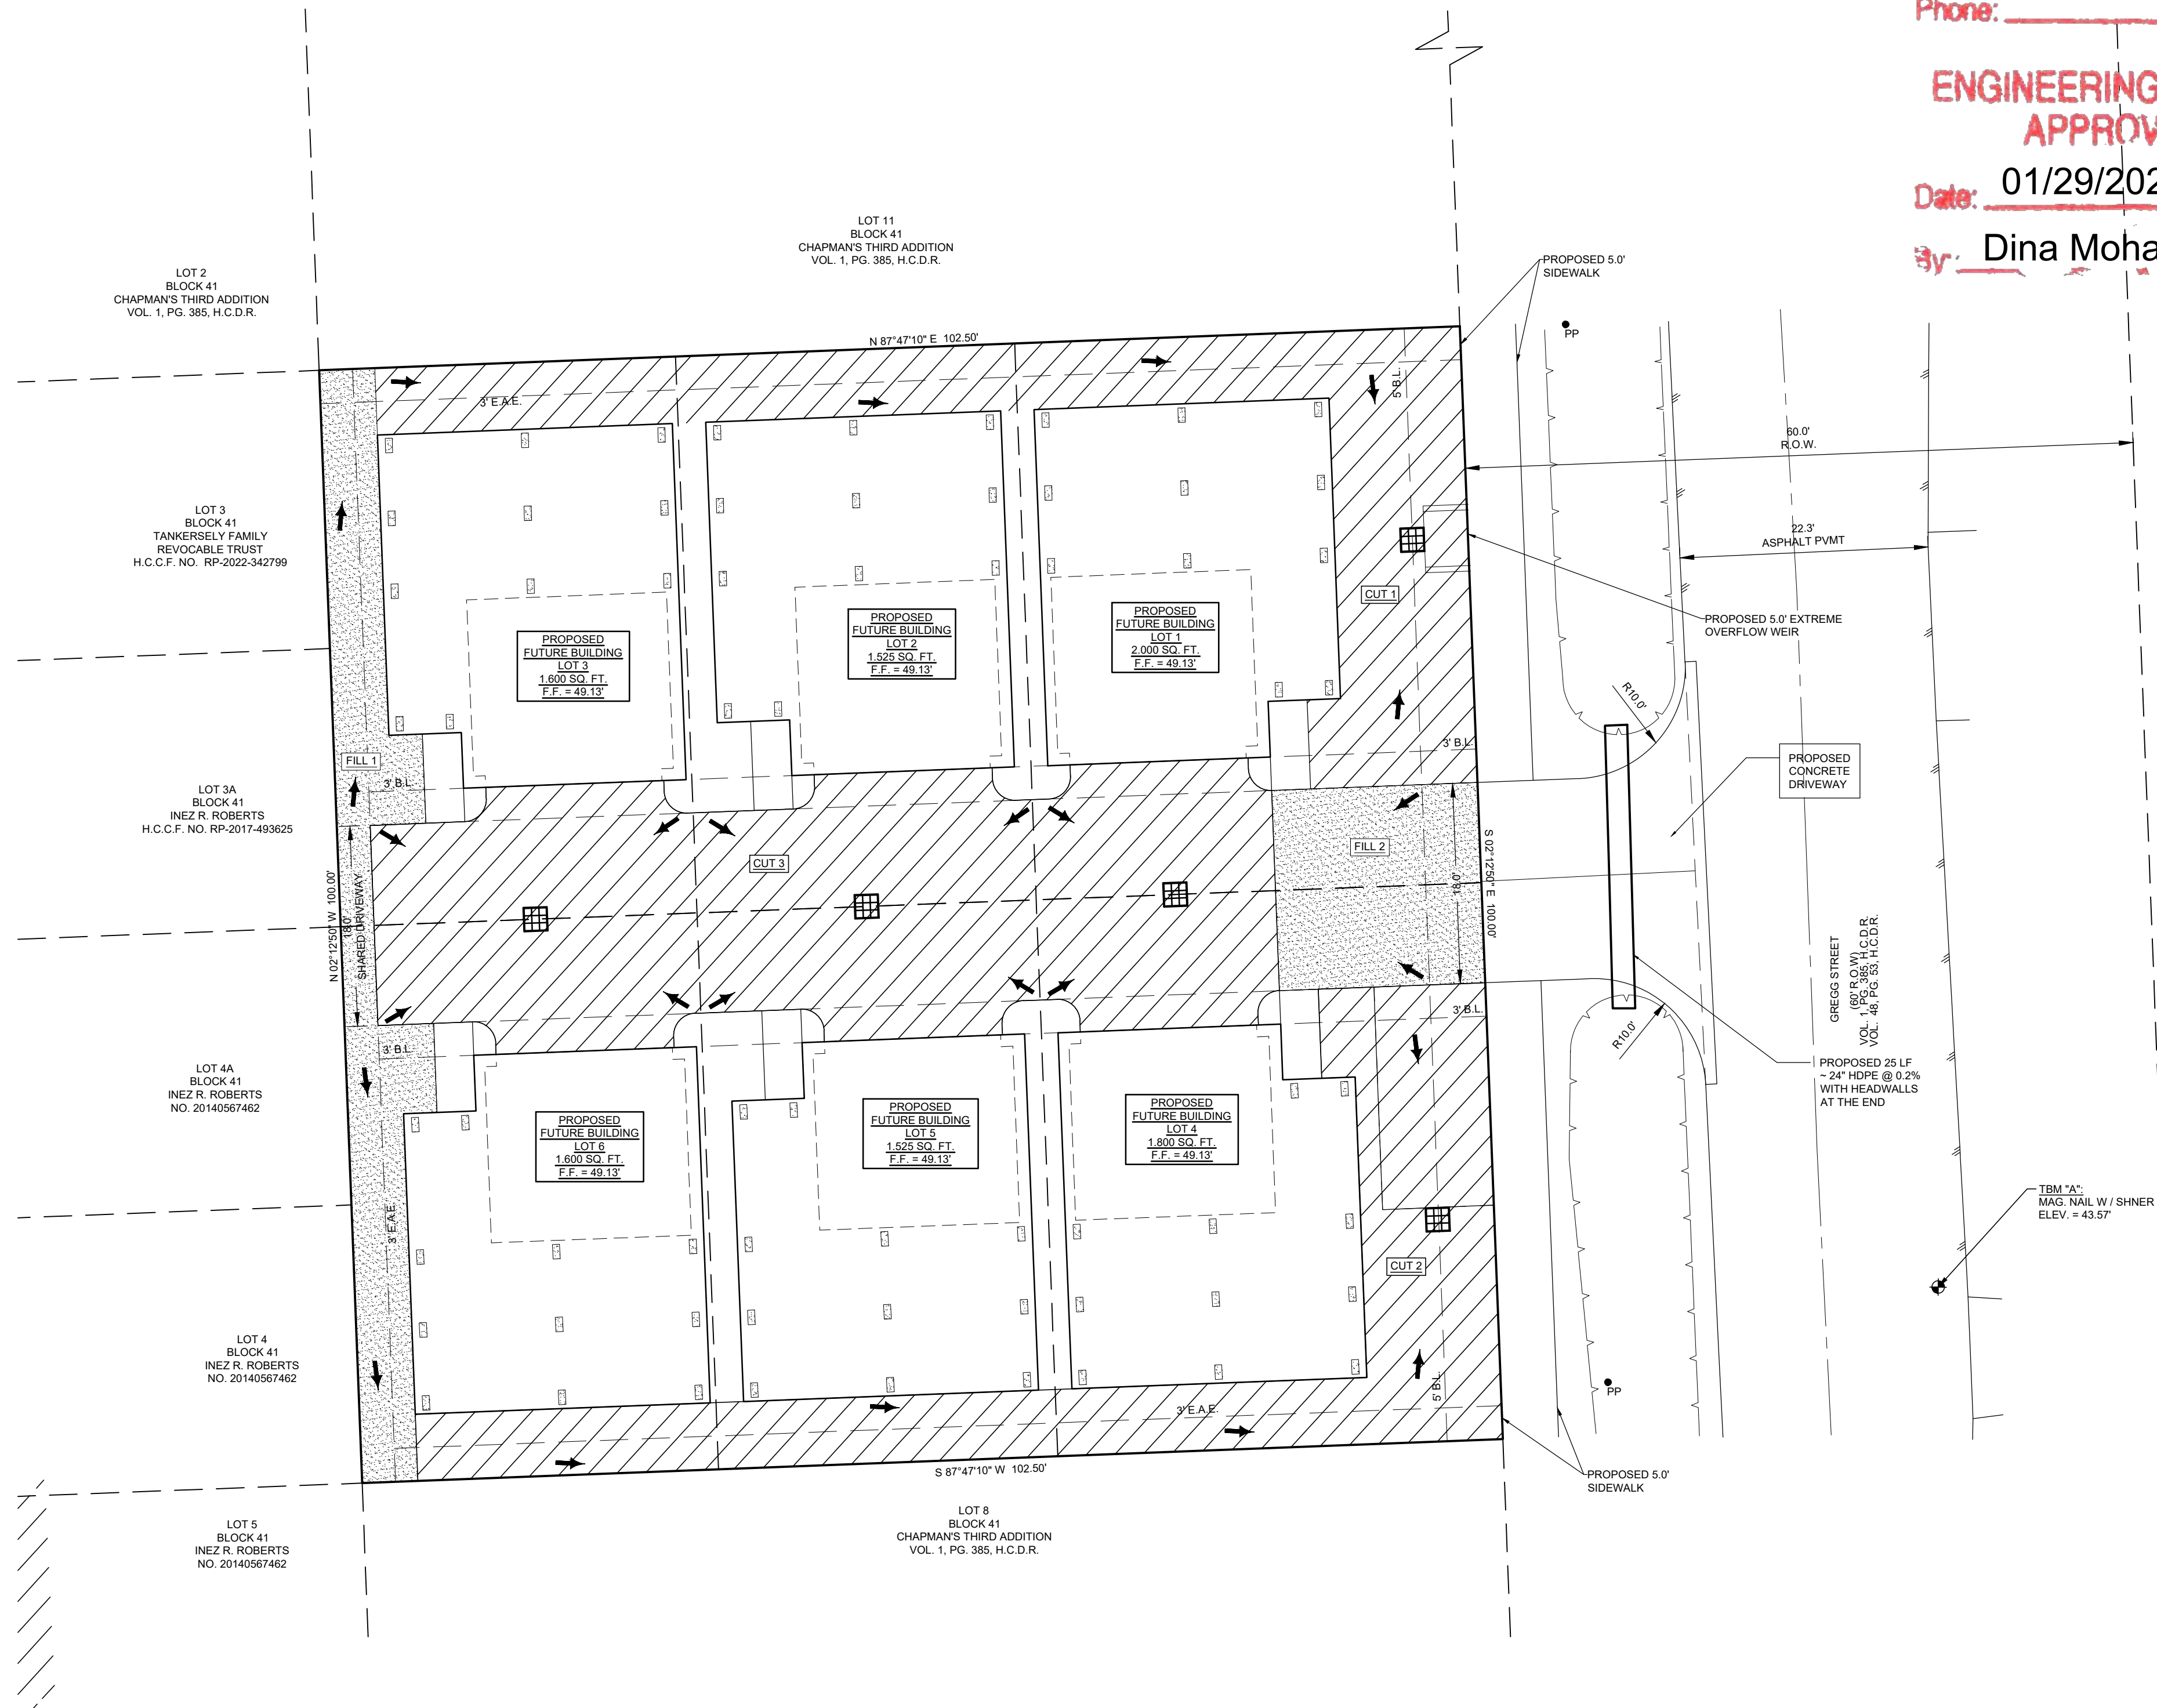 Phone:
ENGINEERING
APPROV
Date: 01/29/202
By: Dina Moha
LOT 11
BLOCK 41
CHAPMAN'S THIRD ADDITION
VOL. 1, PG. 385, H.C.D.R.
LOT 2
BLOCK 41
CHAPMAN'S THIRD ADDITION
VOL. 1, PG. 385, H.C.D.R.
PROPOSED 5.0'
SIDEWALK
PP
N 87°47'10" E 102.50'
3' E.A.E.
5' B.L.
60.0'
R.O.W.
LOT 3
BLOCK 41
TANKERSELY FAMILY
REVOCABLE TRUST
H.C.C.F. NO. RP-2022-342799
22.3'
ASPHALT PVMT
CUT 1
PROPOSED 5.0' EXTREME
OVERFLOW WEIR
PROPOSED
FUTURE BUILDING
LOT 3
1.600 SQ. FT.
F.F. = 49.13'
PROPOSED
FUTURE BUILDING
LOT 2
1.525 SQ. FT.
F.F. = 49.13'
PROPOSED
FUTURE BUILDING
LOT 1
2.000 SQ. FT.
F.F. = 49.13'
R10.0'
3' B.L.
FILL 1
3' B.L.
PROPOSED
CONCRETE
DRIVEWAY
LOT 3A
BLOCK 41
INEZ R. ROBERTS
H.C.C.F. NO. RP-2017-493625
CUT 3
FILL 2
N 02°12'50" W 100.00'
18.0'
SHARED DRIVEWAY
18.0'
S 02°12'50" E 100.00'
GREGG STREET
(60' R.O.W)
VOL. 1, PG. 385, H.C.D.R.
VOL. 48, PG. 53, H.C.D.R.
3' B.L.
3' B.L.
R10.0'
PROPOSED 25 LF
~ 24" HDPE @ 0.2%
WITH HEADWALLS
AT THE END
LOT 4A
BLOCK 41
INEZ R. ROBERTS
NO. 20140567462
PROPOSED
FUTURE BUILDING
LOT 6
1.600 SQ. FT.
F.F. = 49.13'
PROPOSED
FUTURE BUILDING
LOT 5
1.525 SQ. FT.
F.F. = 49.13'
PROPOSED
FUTURE BUILDING
LOT 4
1.800 SQ. FT.
F.F. = 49.13'
3' E.A.E.
TBM "A":
MAG. NAIL W / SHNER
ELEV. = 43.57'
CUT 2
LOT 4
BLOCK 41
INEZ R. ROBERTS
NO. 20140567462
5' B.L.
PP
3' E.A.E.
S 87°47'10" W 102.50'
PROPOSED 5.0'
SIDEWALK
LOT 5
BLOCK 41
INEZ R. ROBERTS
NO. 20140567462
LOT 8
BLOCK 41
CHAPMAN'S THIRD ADDITION
VOL. 1, PG. 385, H.C.D.R.